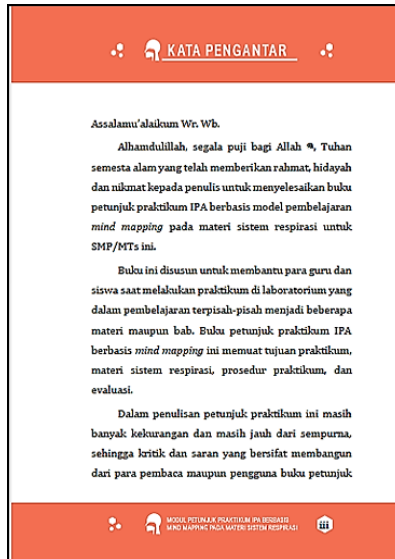 KATA PENGANTAR
Assalamu'alaikum Wr. Wb.
Alhamdulillah, segala puji bagi Allah , Tuhan
semesta alam yang telah memberikan rahmat, hidayah
dan nikmat kepada penulis untuk menyelesaikan buku
petunjuk praktikum IPA berbasis model pembelajaran
mind mapping pada materi sistem respirasi untuk
SMP/MTs ini.
Buku ini disusun untuk membantu para guru dan
siswa saat melakukan praktikum di laboratorium yang
dalam pembelajaran terpisah-pisah menjadi beberapa
materi maupun bab. Buku petunjuk praktikum IPA
berbasis mind mapping ini memuat tujuan praktikum,
materi sistem respirasi, prosedur praktikum, dan
evaluasi.
Dalam penulisan petunjuk praktikum ini masih
banyak kekurangan dan masih jauh dari sempurna,
sehingga kritik dan saran yang bersifat membangun
dari para pembaca maupun pengguna buku petunjuk
MODUL PETUNJUK PRAKTIKUM IPA BERBASIS
MIND MAPPING PADA MATERI SISTEM RESPIRASI
iii